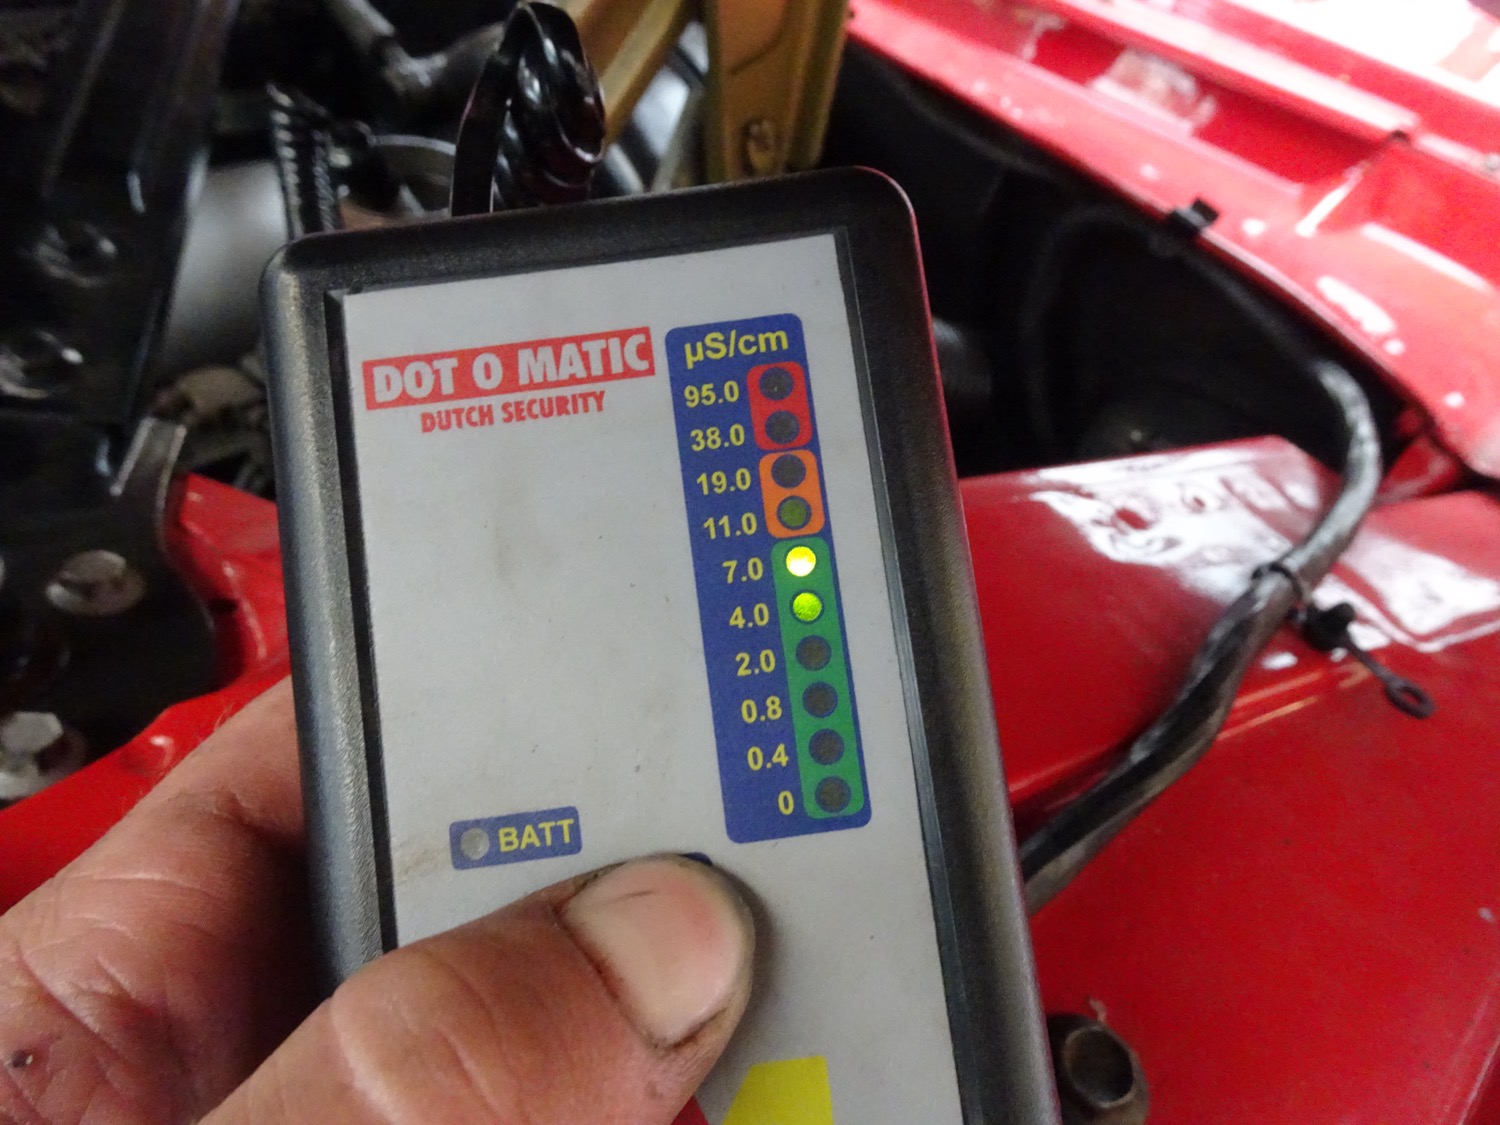 DOT O MATIC
DUTCH SECURITY
µS/cm
95.0
38.0
19.0
11.0
7.0
4.0
2.0
0.8
0.4
0
BATT